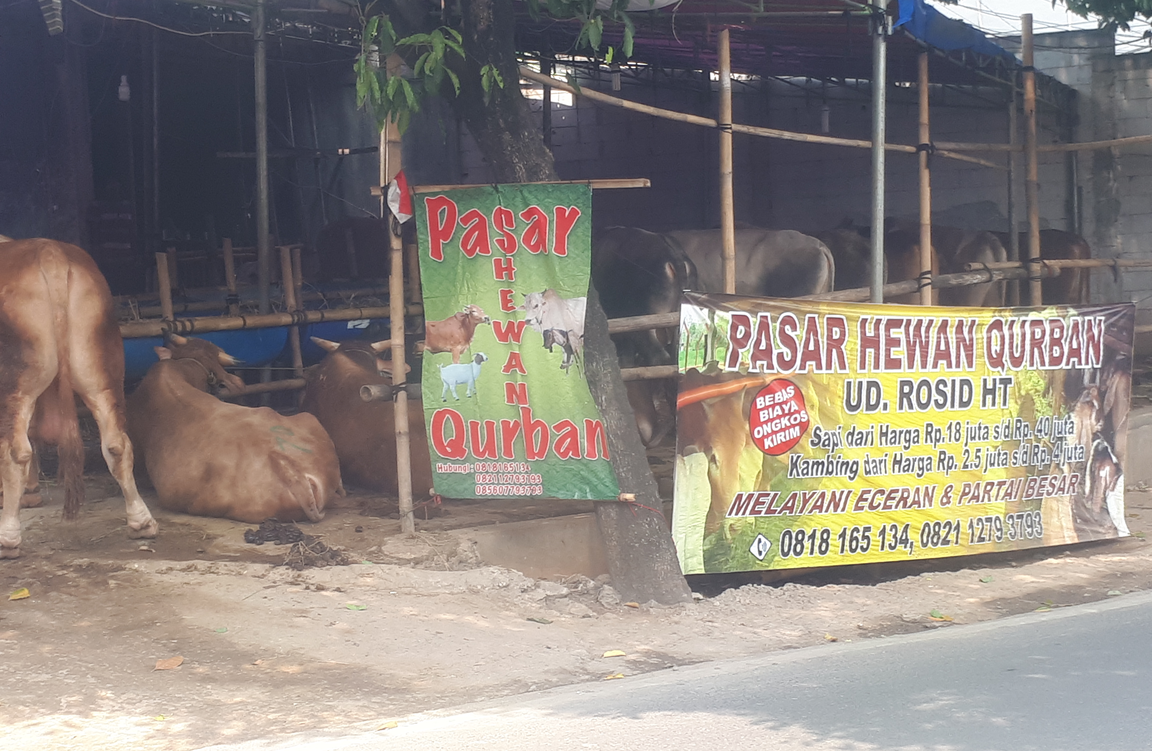 Pasar
HEWAN
Qurban
Hubungi : 0818165134
082112793793
085607793793
PASAR HEWAN QURBAN
UD. ROSID HT
BEBAS
BIAYA
ONGKOS
KIRIM
Sapi dari Harga Rp.18 juta s/d Rp. 40 juta
Kambing dari Harga Rp. 2.5 juta s/d Rp. 4 juta
MELAYANI ECERAN & PARTAI BESAR
0818 165 134, 0821 1279 3793